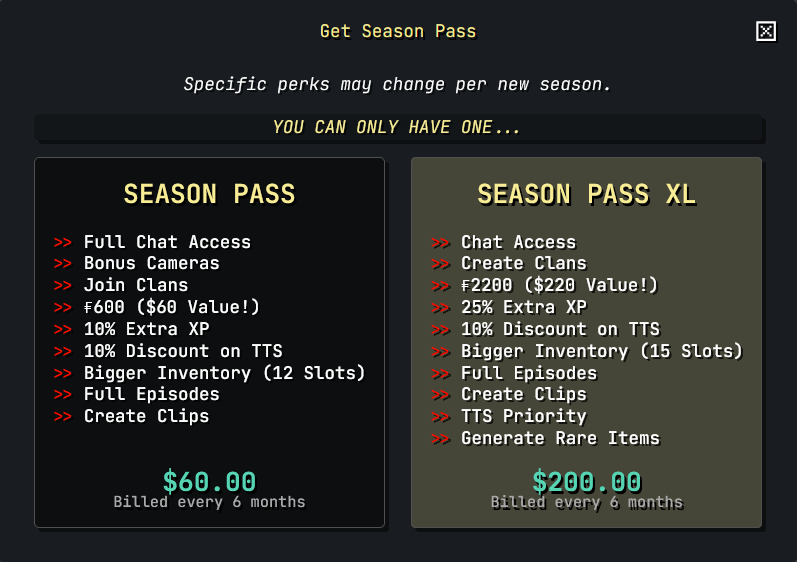 Get Season Pass
Specific perks may change per new season.
YOU CAN ONLY HAVE ONE...
SEASON PASS
>> Full Chat Access
>> Bonus Cameras
>> Join Clans
>> ₣600 ($60 Value!)
>> 10% Extra XP
>> 10% Discount on TTS
>> Bigger Inventory (12 Slots)
>> Full Episodes
>> Create Clips
$60.00
Billed every 6 months
SEASON PASS XL
>> Chat Access
>> Create Clans
>> ₣2200 ($220 Value!)
>> 25% Extra XP
>> 10% Discount on TTS
>> Bigger Inventory (15 Slots)
>> Full Episodes
>> Create Clips
>> TTS Priority
>> Generate Rare Items
$200.00
Billed every 6 months